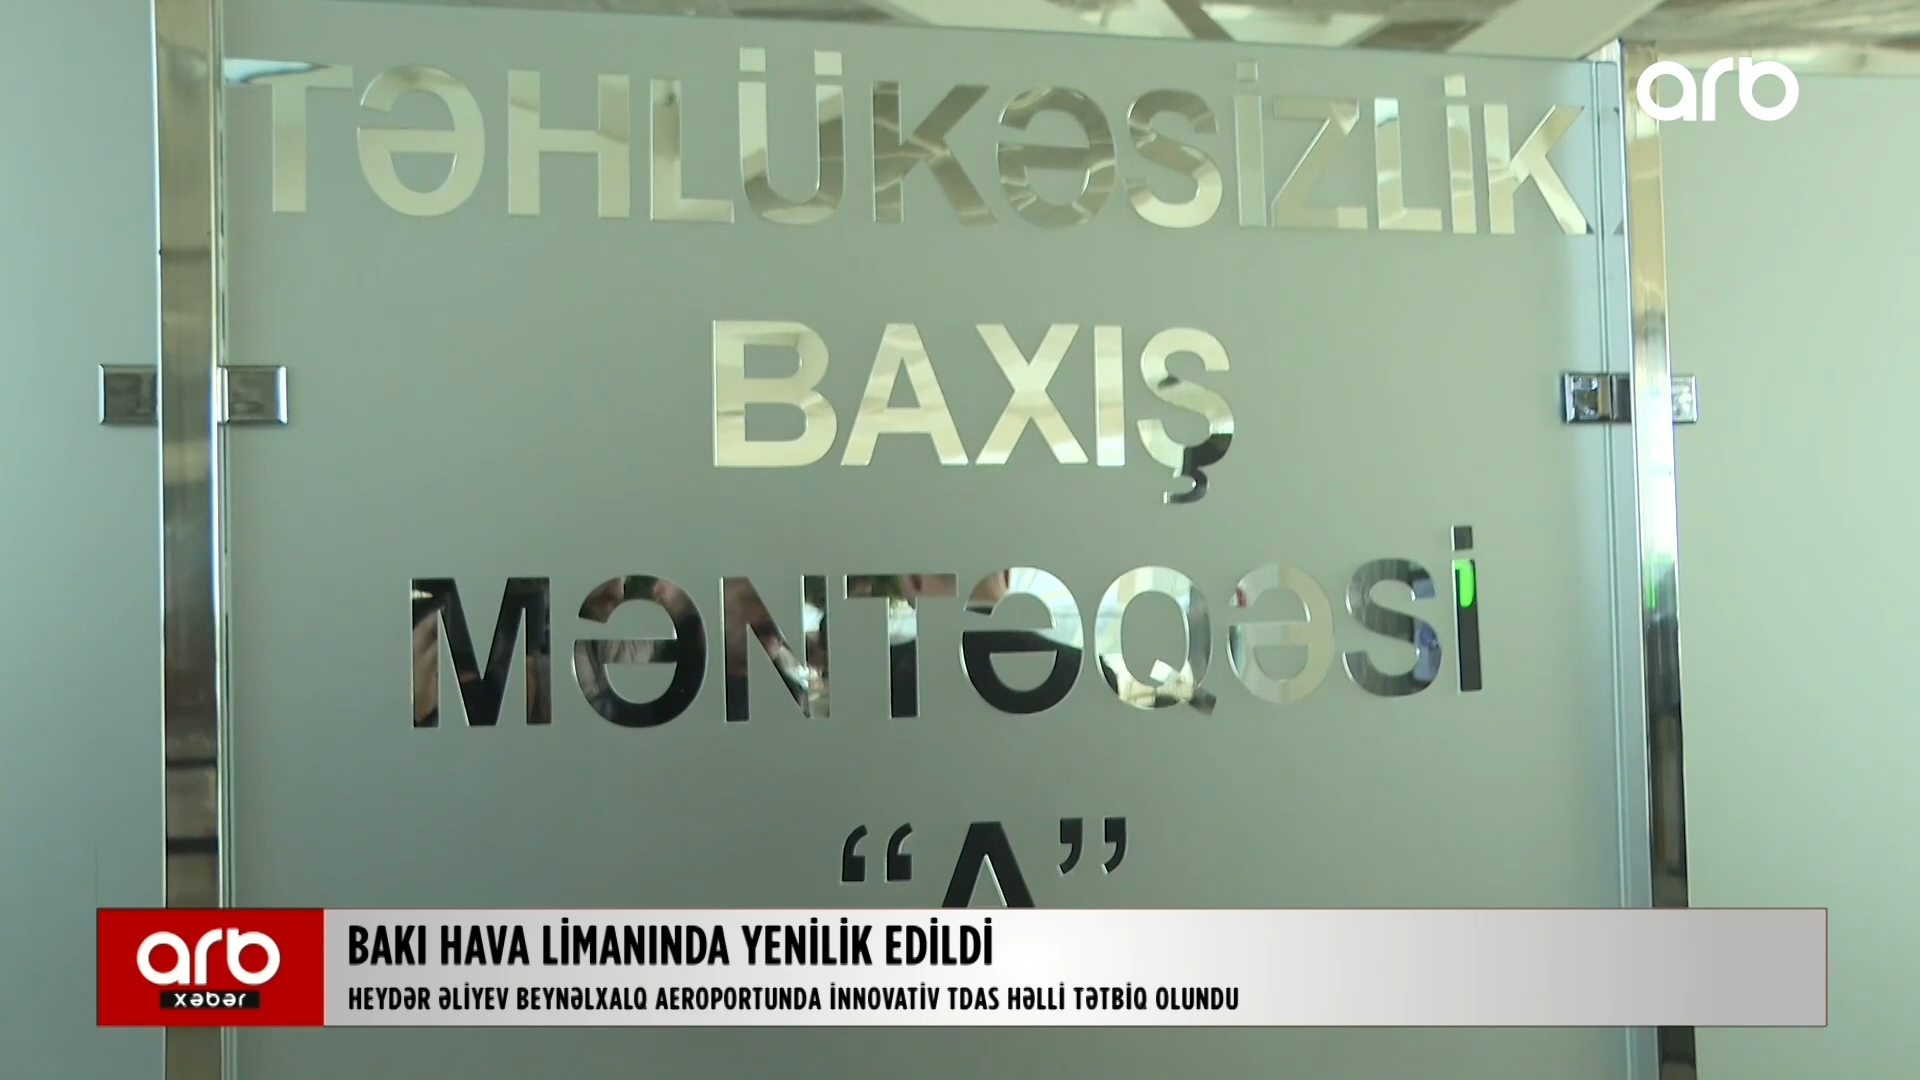 arb
TƏHLÜKƏSİZLİK
BAXIŞ
MƏNTƏQƏSİ
“A”
arb
xəbər
BAKI HAVA LİMANINDA YENİLİK EDİLDİ
HEYDƏR ƏLİYEV BEYNƏLXALQ AEROPORTUNDA İNNOVATİV TDAS HƏLLİ TƏTBİQ OLUNDU